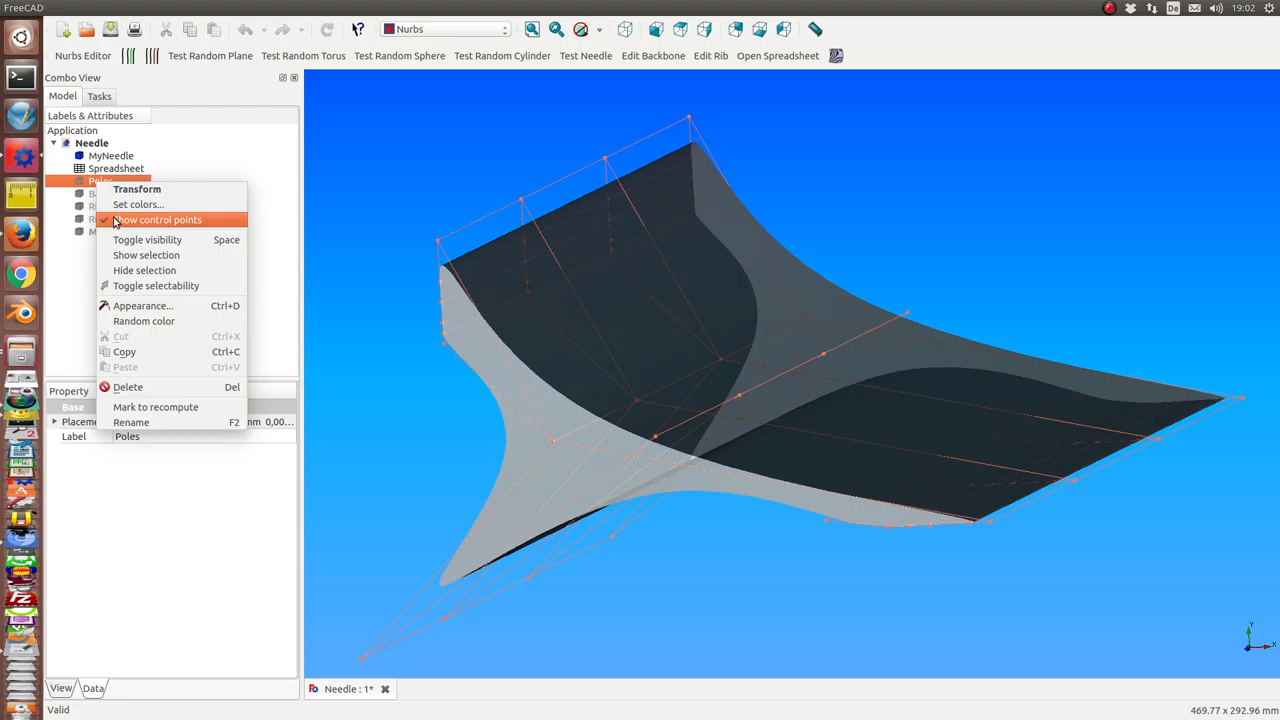 FreeCAD
De
19:02
Nurbs
Nurbs Editor
Test Random Plane
Test Random Torus
Test Random Sphere
Test Random Cylinder
Test Needle
Edit Backbone
Edit Rib
Open Spreadsheet
Combo View
Model
Tasks
Labels & Attributes
Application
Needle
MyNeedle
Spreadsheet
Transform
Set colors...
Show control points
Toggle visibility Space
Show selection
Hide selection
Toggle selectability
Appearance... Ctrl+D
Random color
Cut Ctrl+X
Copy Ctrl+C
Paste Ctrl+V
Delete Del
Mark to recompute
Rename F2
Property
Base
Placeme
mm 0,00...
Label Poles
View
Data
Needle : 1*
Valid
469.77 x 292.96 mm
Y
X